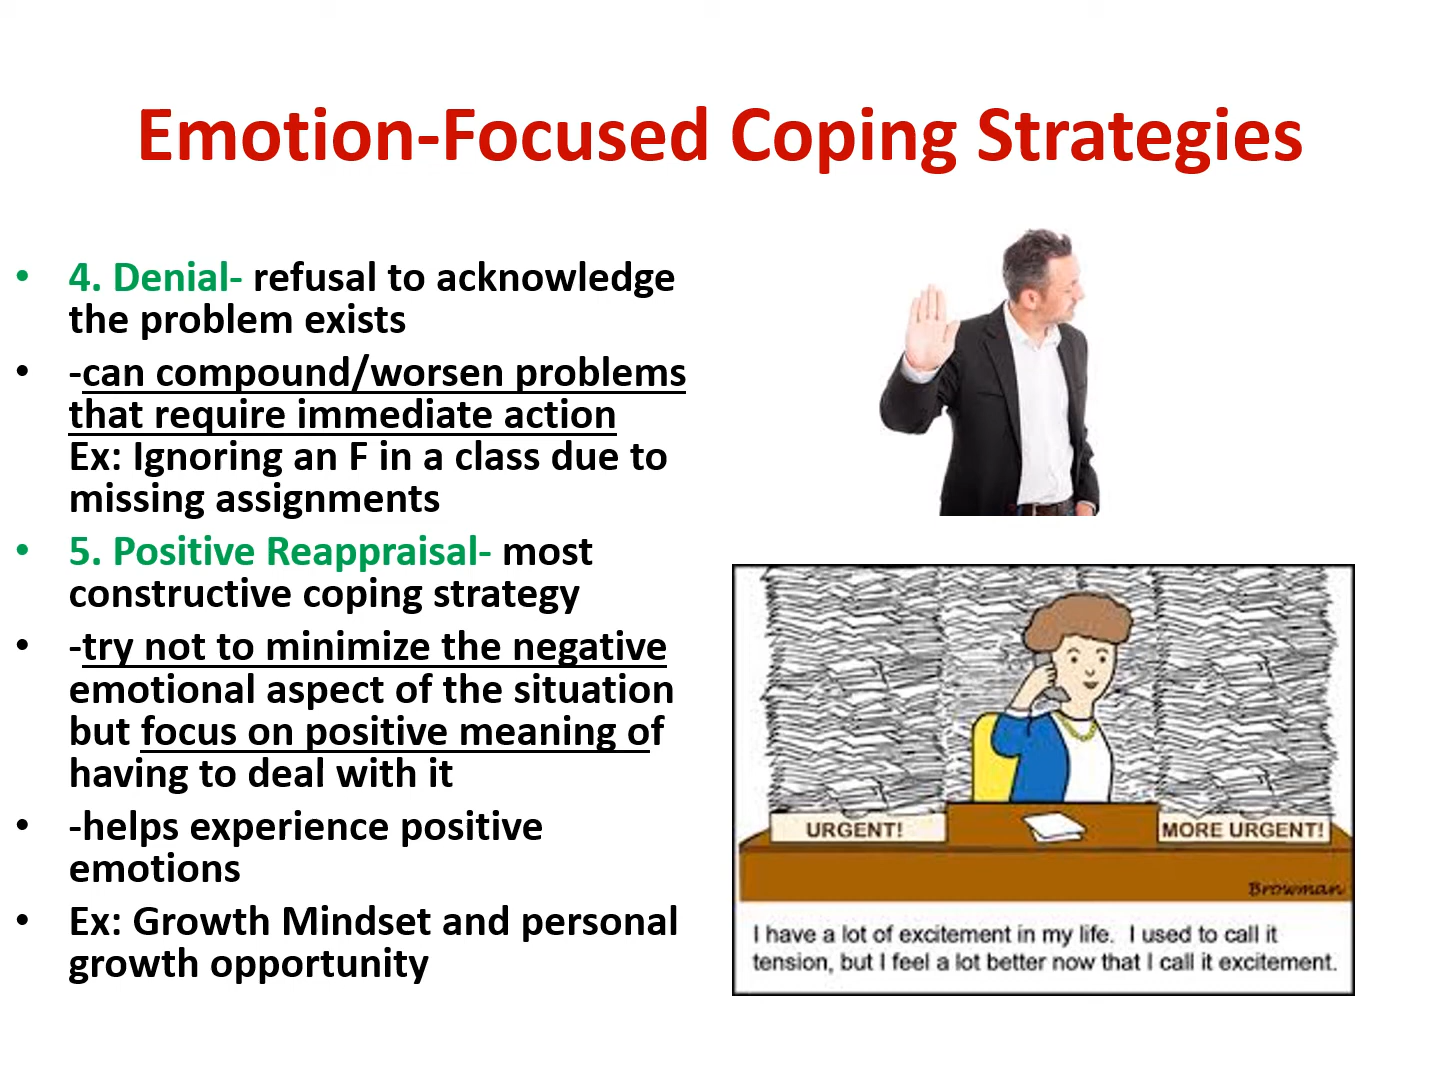 Emotion-Focused Coping Strategies
• 4. Denial- refusal to acknowledge
the problem exists
• -can compound/worsen problems
that require immediate action
Ex: Ignoring an F in a class due to
missing assignments
• 5. Positive Reappraisal- most
constructive coping strategy
• -try not to minimize the negative
emotional aspect of the situation
but focus on positive meaning of
having to deal with it
• -helps experience positive
emotions
• Ex: Growth Mindset and personal
growth opportunity
URGENT!
MORE URGENT!
Browman
I have a lot of excitement in my life. I used to call it
tension, but I feel a lot better now that I call it excitement.